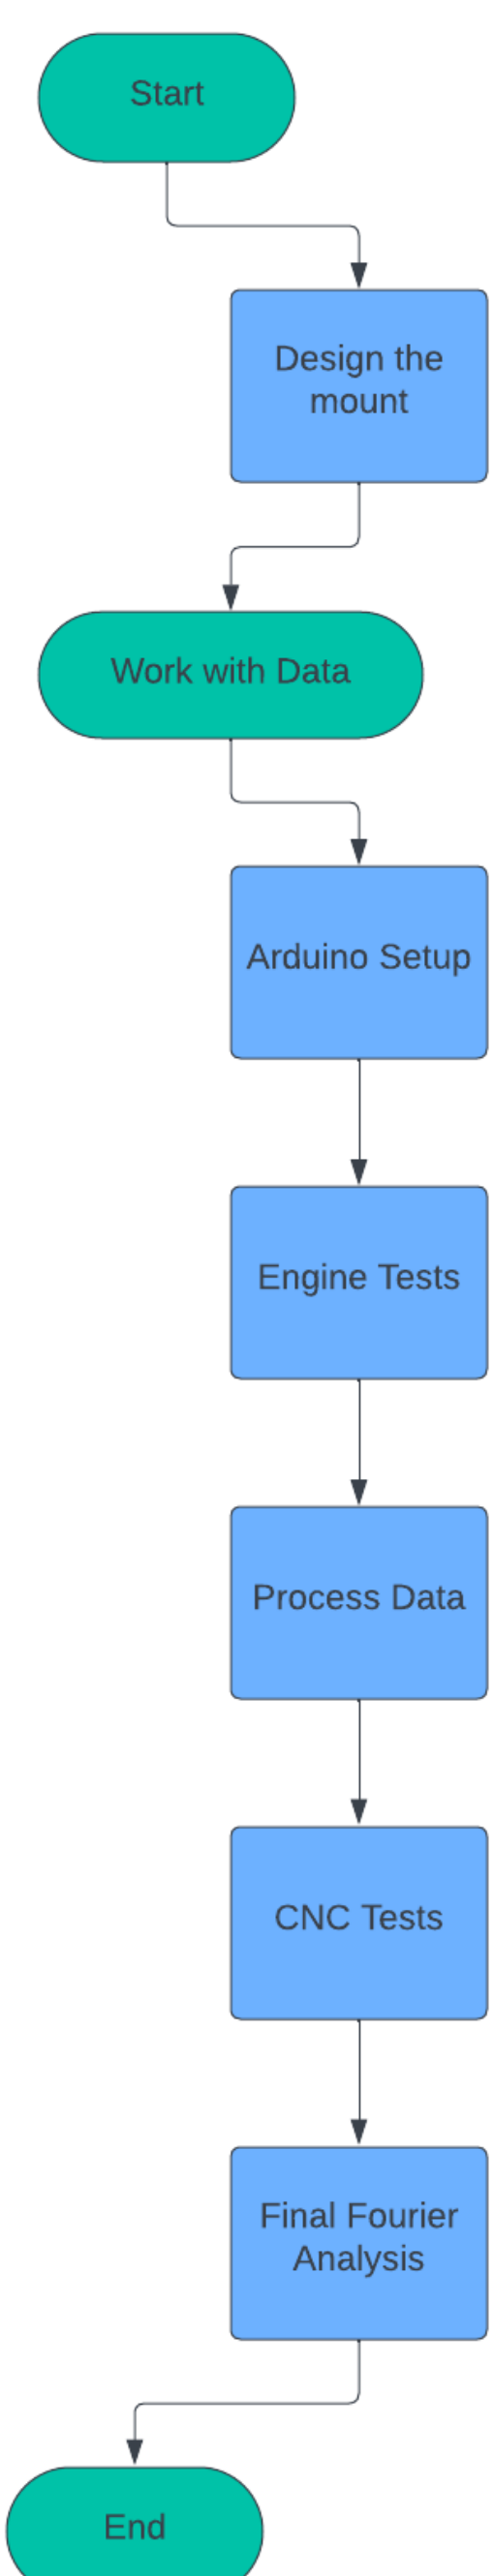 Start
Design the
mount
Work with Data
Arduino Setup
Engine Tests
Process Data
CNC Tests
Final Fourier
Analysis
End